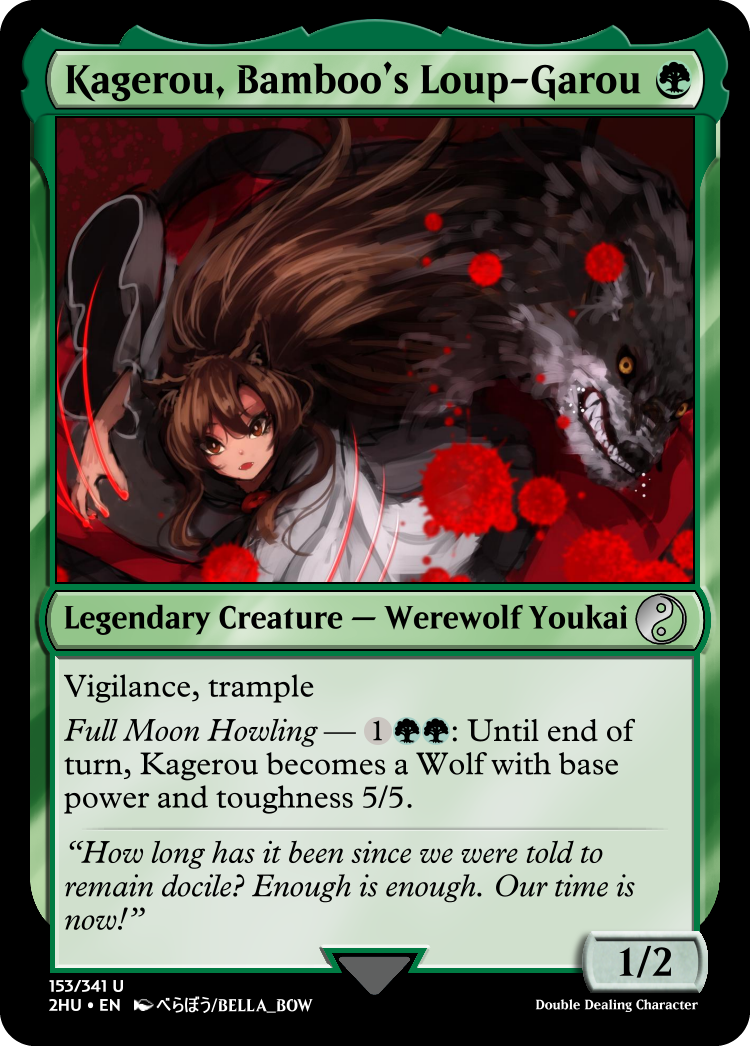 Kagerou, Bamboo's Loup-Garou
Legendary Creature — Werewolf Youkai
Vigilance, trample
Full Moon Howling — 1: Until end of
turn, Kagerou becomes a Wolf with base
power and toughness 5/5.
“How long has it been since we were told to
remain docile? Enough is enough. Our time is
now!”
1/2
153/341 U
2HU • EN べらぼう/BELLA_BOW
Double Dealing Character